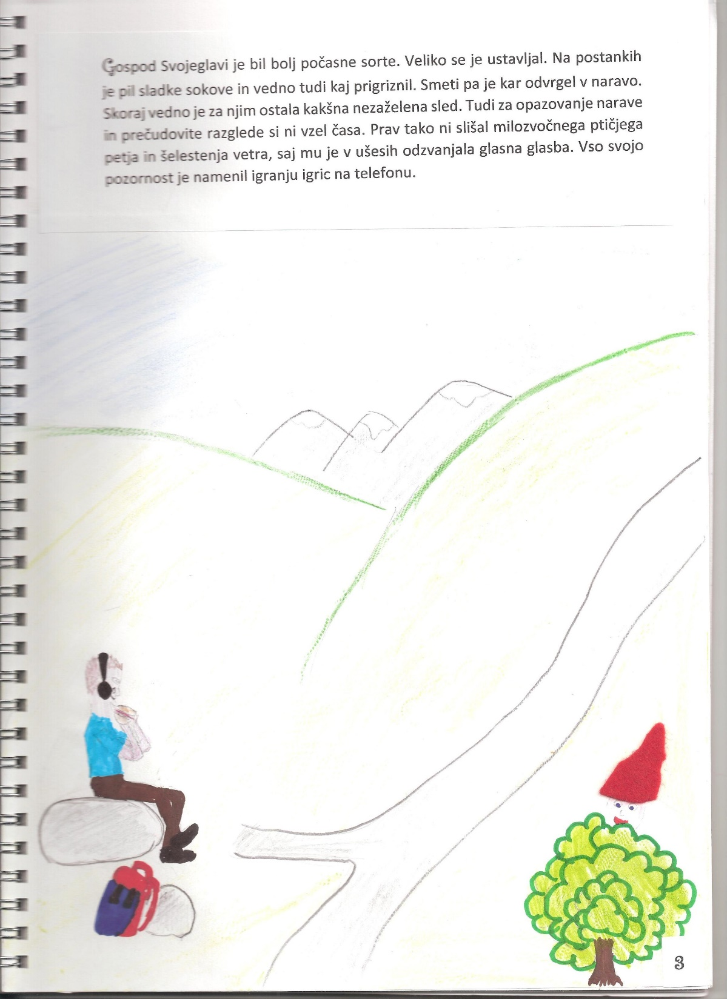 Gospod Svojeglavi je bil bolj počasne sorte. Veliko se je ustavljal. Na postankih
je pil sladke sokove in vedno tudi kaj prigriznil. Smeti pa je kar odvrgel v naravo.
Skoraj vedno je za njim ostala kakšna nezaželena sled. Tudi za opazovanje narave
in prečudovite razglede si ni vzel časa. Prav tako ni slišal milozvočnega ptičjega
petja in šelestenja vetra, saj mu je v ušesih odzvanjala glasna glasba. Vso svojo
pozornost je namenil igranju igric na telefonu.
3